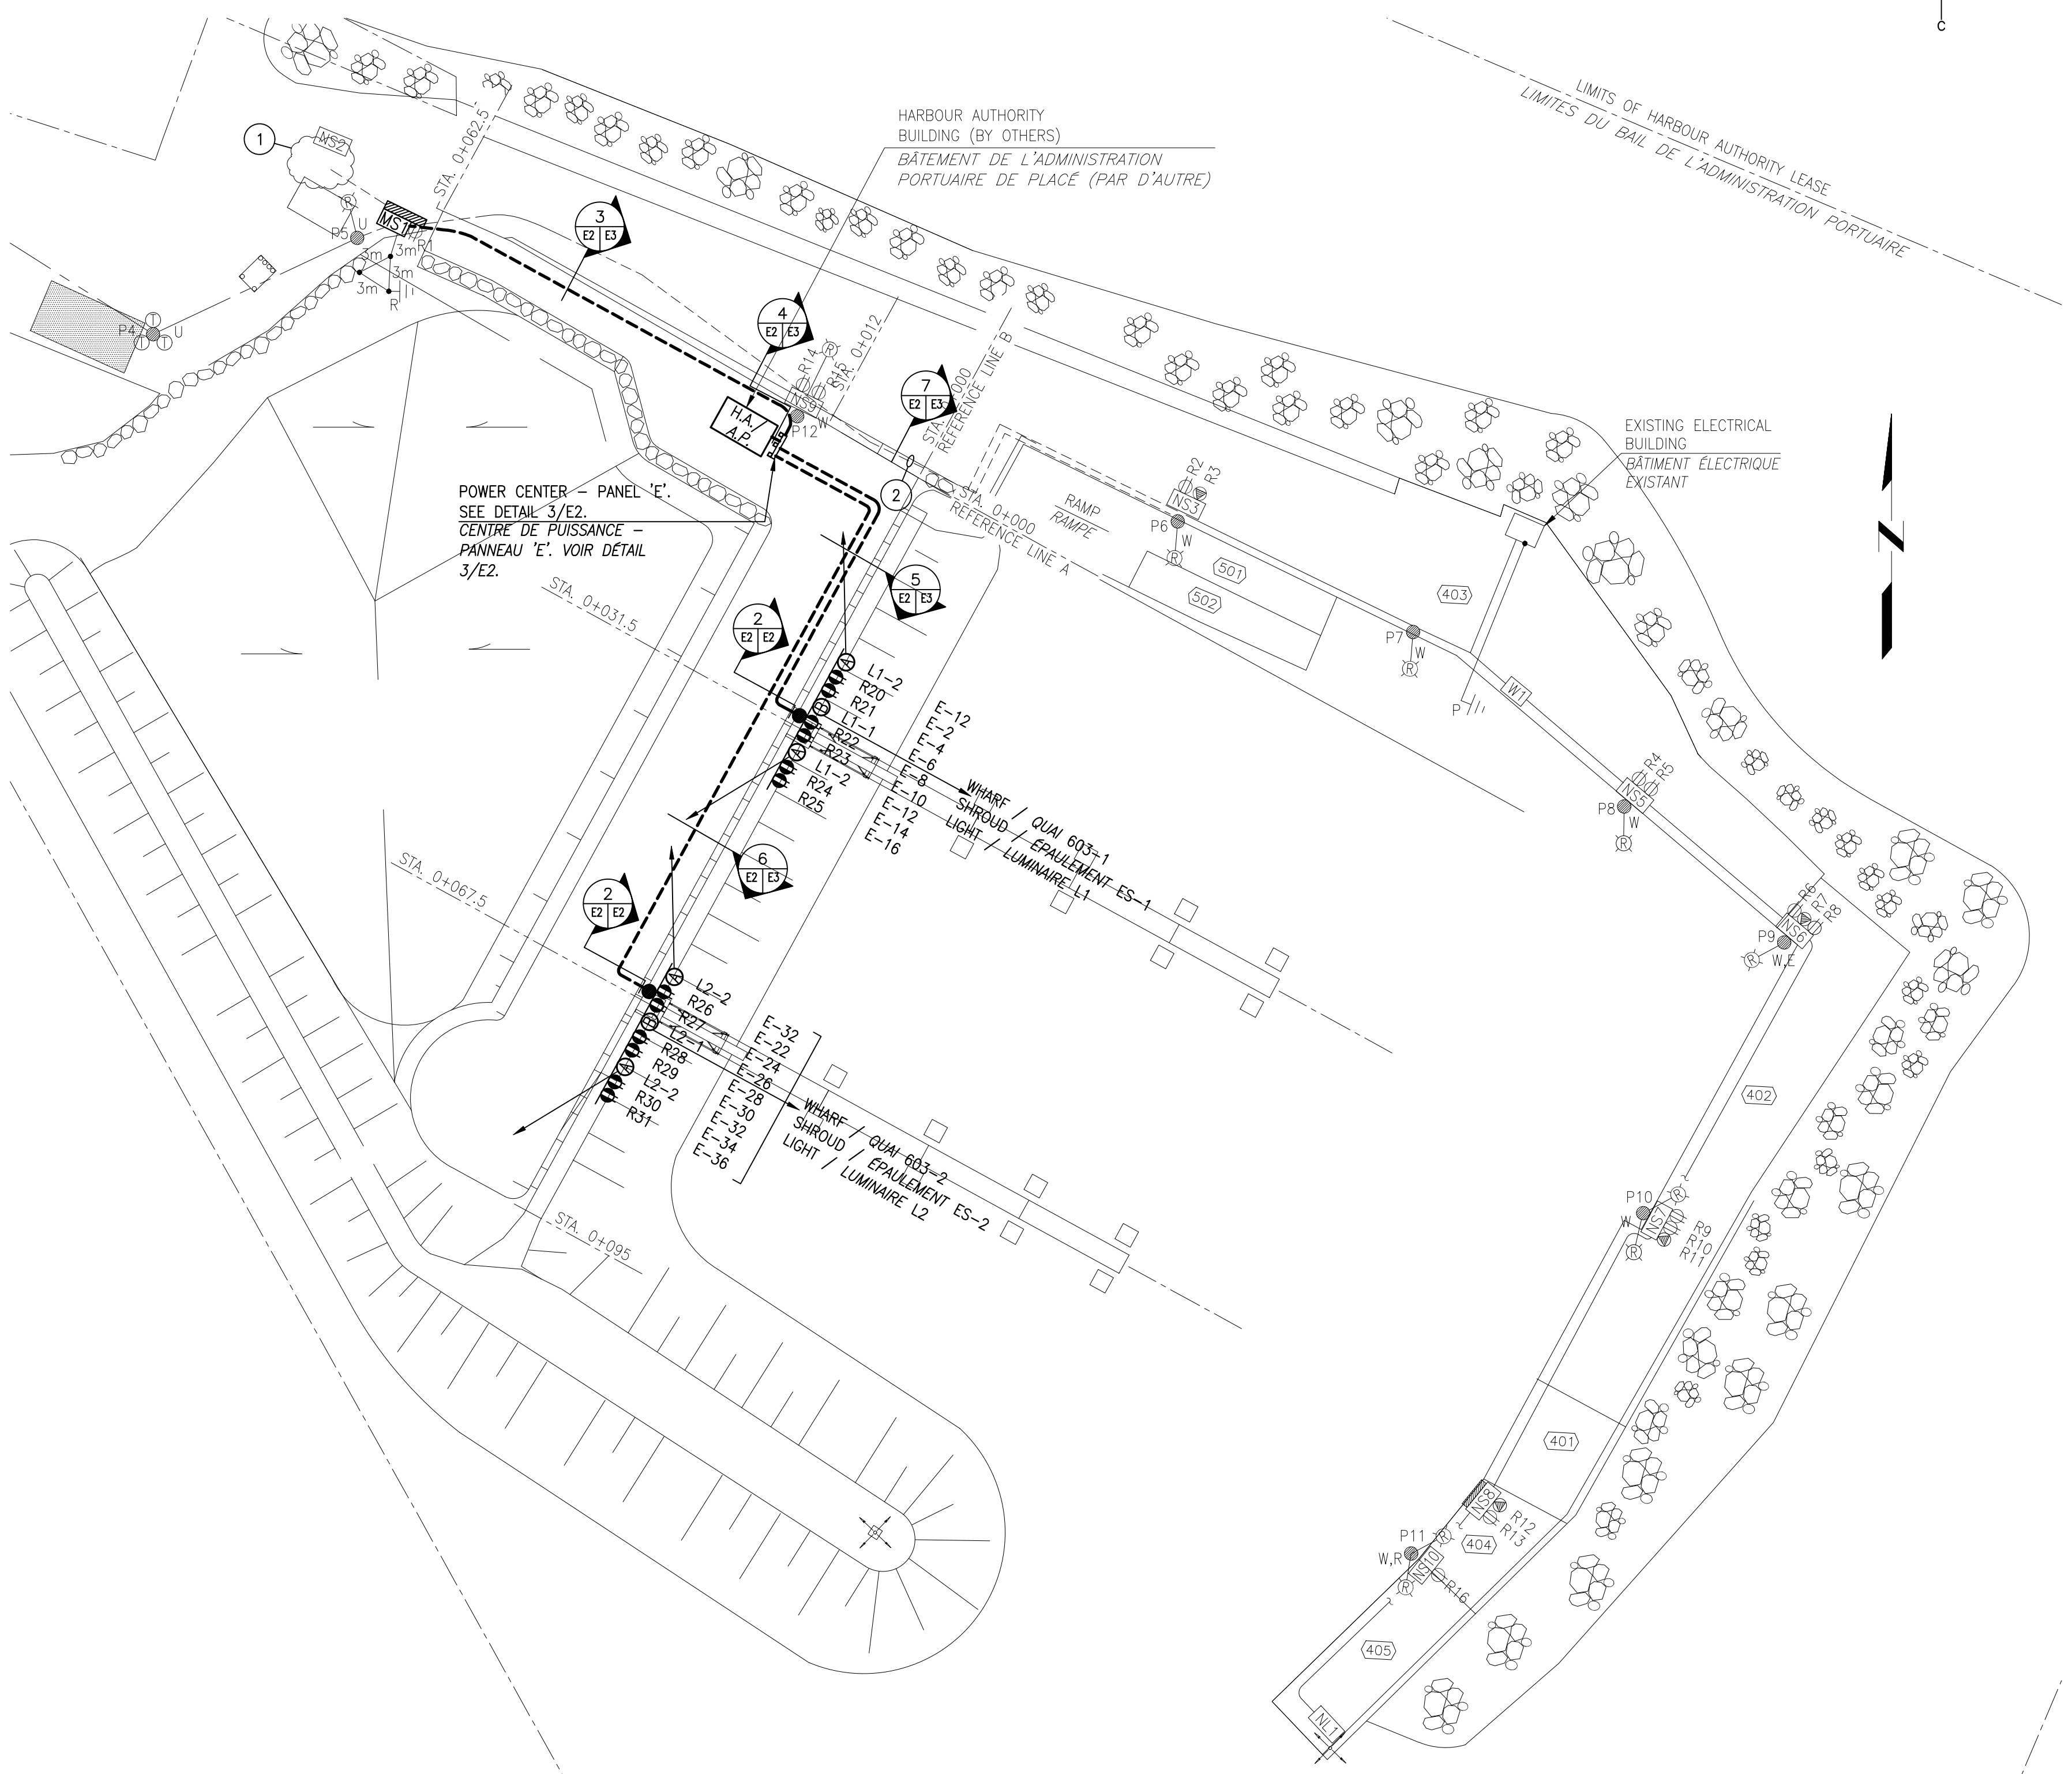 C
LIMITS OF HARBOUR AUTHORITY LEASE
LIMITES DU BAIL DE L'ADMINISTRATION PORTUAIRE
HARBOUR AUTHORITY
BUILDING (BY OTHERS)
BÂTEMENT DE L'ADMINISTRATION
PORTUAIRE DE PLACÉ (PAR D'AUTRE)
1
NS2
STA. 0+062.5
R
U
P5
MS1
R1
3m
3m
3m
3m
R
P4
T
T
T
U
3
E2
E3
4
E2
E3
R14
R15
R
STA. 0+012
NS9
W
P12
H.A./
A.P.
7
E2
E3
REFERENCE LINE B
2
STA. 0+000
REFERENCE LINE A
RAMP
RAMPE
R2
R3
NS3
P6
W
R
501
502
403
EXISTING ELECTRICAL
BUILDING
BÂTIMENT ÉLECTRIQUE
EXISTANT
N
POWER CENTER – PANEL 'E'.
SEE DETAIL 3/E2.
CENTRE DE PUISSANCE –
PANNEAU 'E'. VOIR DÉTAIL
3/E2.
STA. 0+031.5
5
E2
E3
2
E2
E2
P7
W
R
P
W1
A
L1-2
R20
R21
B
L1-1
R22
R23
A
L1-2
R24
R25
E-12
E-2
E-4
E-6
E-8
E-10
E-12
E-14
E-16
WHARF / QUAI 603-1
SHROUD / ÉPAULEMENT ES-1
LIGHT / LUMINAIRE L1
R4
R5
NS5
P8
W
R
6
E2
E3
STA. 0+067.5
2
E2
E2
R6
R7
R8
NS6
P9
W,E
R
A
L2-2
R26
R27
B
L2-1
R28
R29
A
L2-2
R30
R31
E-32
E-22
E-24
E-26
E-28
E-30
E-32
E-34
E-36
WHARF / QUAI 603-2
SHROUD / ÉPAULEMENT ES-2
LIGHT / LUMINAIRE L2
402
STA. 0+095
P10
W
NS7
R
R
R9
R10
R11
401
NS8
R12
R13
P11
W,R
R
R
404
NS10
R16
405
NL1